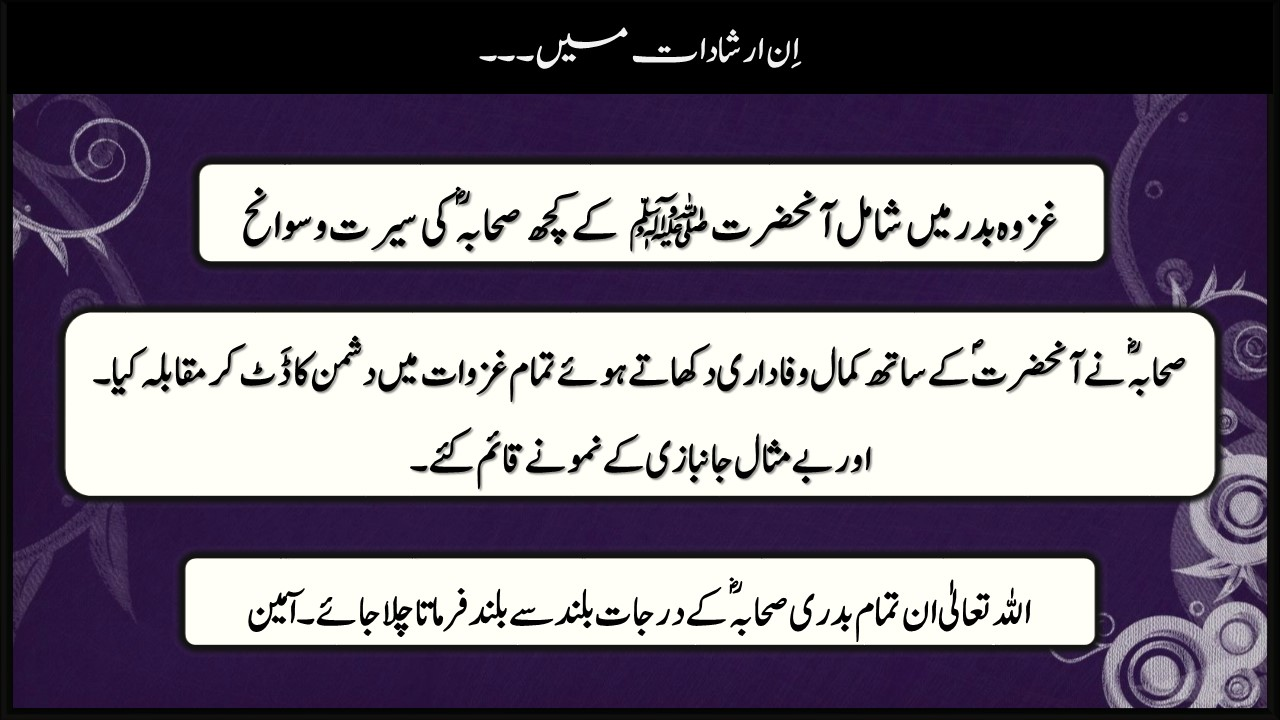 اِن ارشادات میں۔۔۔
غزوہ بدر میں شامل آنحضرت ﷺ کے کچھ صحابہؓ کی سیرت و سوانح
صحابہؓ نے آنحضرتؐ کے ساتھ کمال وفاداری دکھاتے ہوئے تمام غزوات میں دشمن کا ڈَٹ کر مقابلہ کیا۔
اور بے مثال جانبازی کے نمونے قائم کئے۔
اللہ تعالیٰ ان تمام بدری صحابہؓ کے درجات بلند سے بلند فرماتا چلا جائے۔ آمین